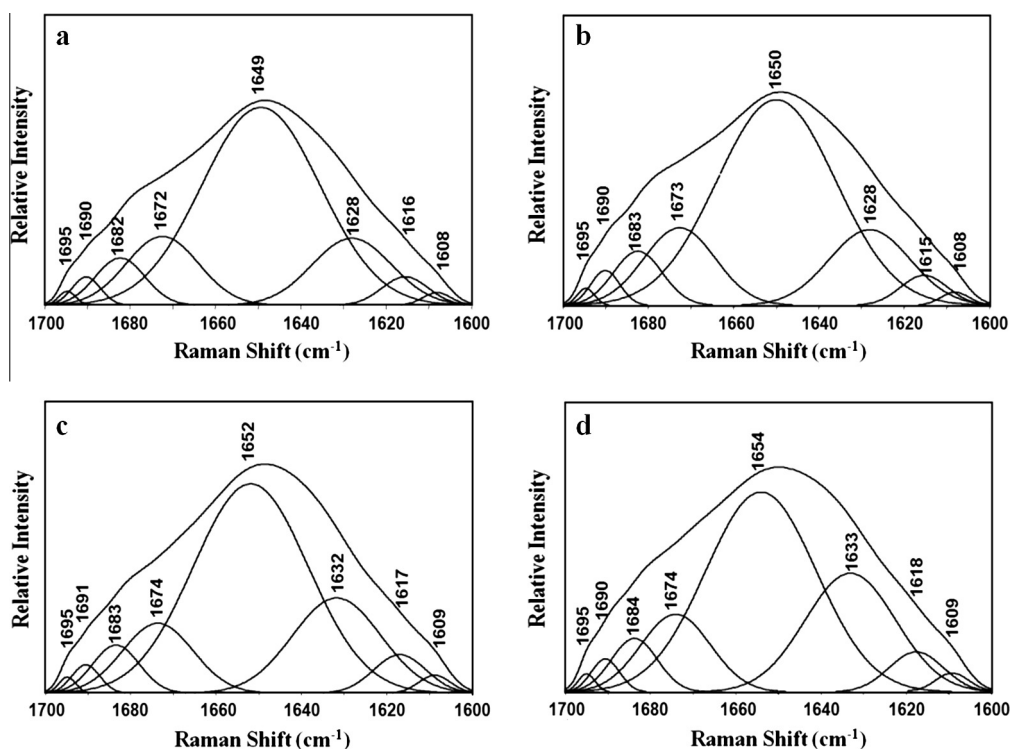 a
Relative Intensity
1695
1690
1682
1672
1649
1628
1616
1608
1700 1680 1660 1640 1620 1600
Raman Shift (cm-1)
b
Relative Intensity
1695
1690
1683
1673
1650
1628
1615
1608
1700 1680 1660 1640 1620 1600
Raman Shift (cm-1)
c
Relative Intensity
1695
1691
1683
1674
1652
1632
1617
1609
1700 1680 1660 1640 1620 1600
Raman Shift (cm-1)
d
Relative Intensity
1695
1690
1684
1674
1654
1633
1618
1609
1700 1680 1660 1640 1620 1600
Raman Shift (cm-1)